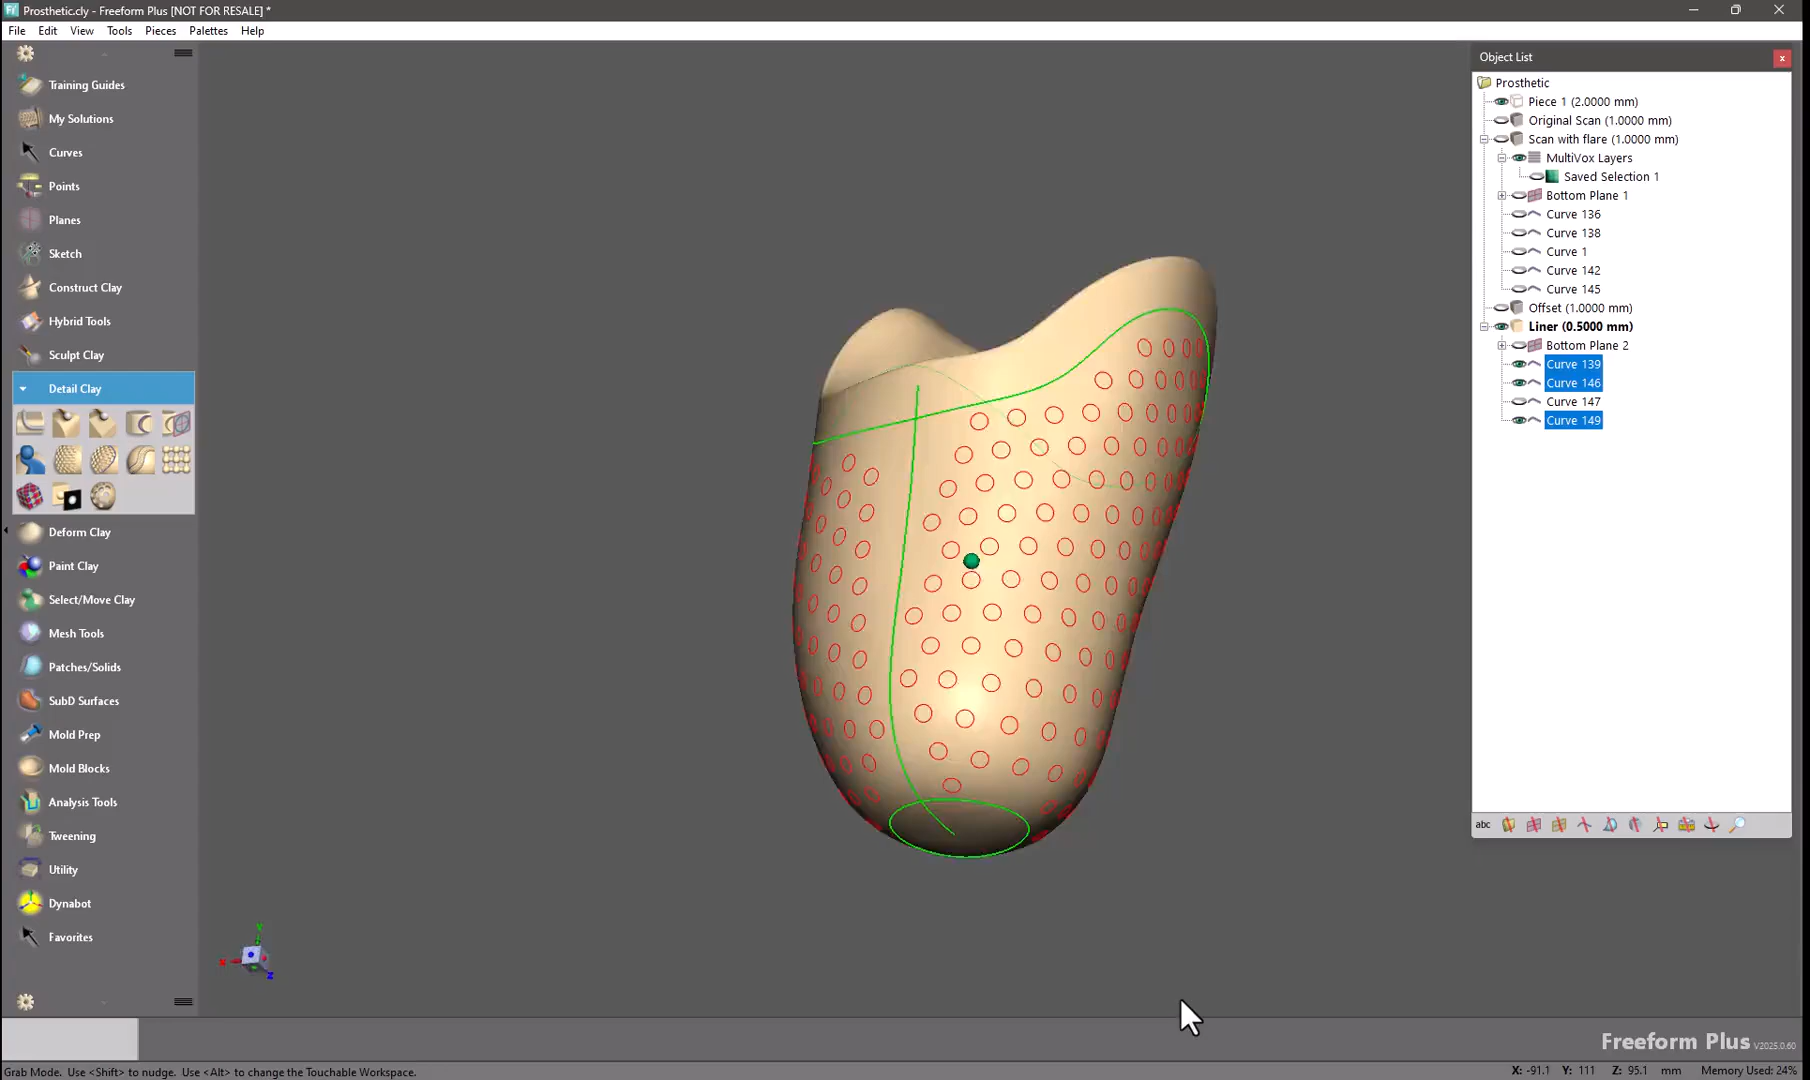 Prosthetic.cly - Freeform Plus [NOT FOR RESALE] *
File Edit View Tools Pieces Palettes Help
Training Guides
My Solutions
Curves
Points
Planes
Sketch
Construct Clay
Hybrid Tools
Sculpt Clay
Detail Clay
Deform Clay
Paint Clay
Select/Move Clay
Mesh Tools
Patches/Solids
SubD Surfaces
Mold Prep
Mold Blocks
Analysis Tools
Tweening
Utility
Dynabot
Favorites
Y
X
Z
Object List
Prosthetic
Piece 1 (2.0000 mm)
Original Scan (1.0000 mm)
Scan with flare (1.0000 mm)
MultiVox Layers
Saved Selection 1
Bottom Plane 1
Curve 136
Curve 138
Curve 1
Curve 142
Curve 145
Offset (1.0000 mm)
Liner (0.5000 mm)
Bottom Plane 2
Curve 139
Curve 146
Curve 147
Curve 149
abc
Freeform Plus V2025.0.60
Grab Mode. Use <Shift> to nudge. Use <Alt> to change the Touchable Workspace.
X: -91.1 Y: 111 Z: 95.1 mm Memory Used: 24%